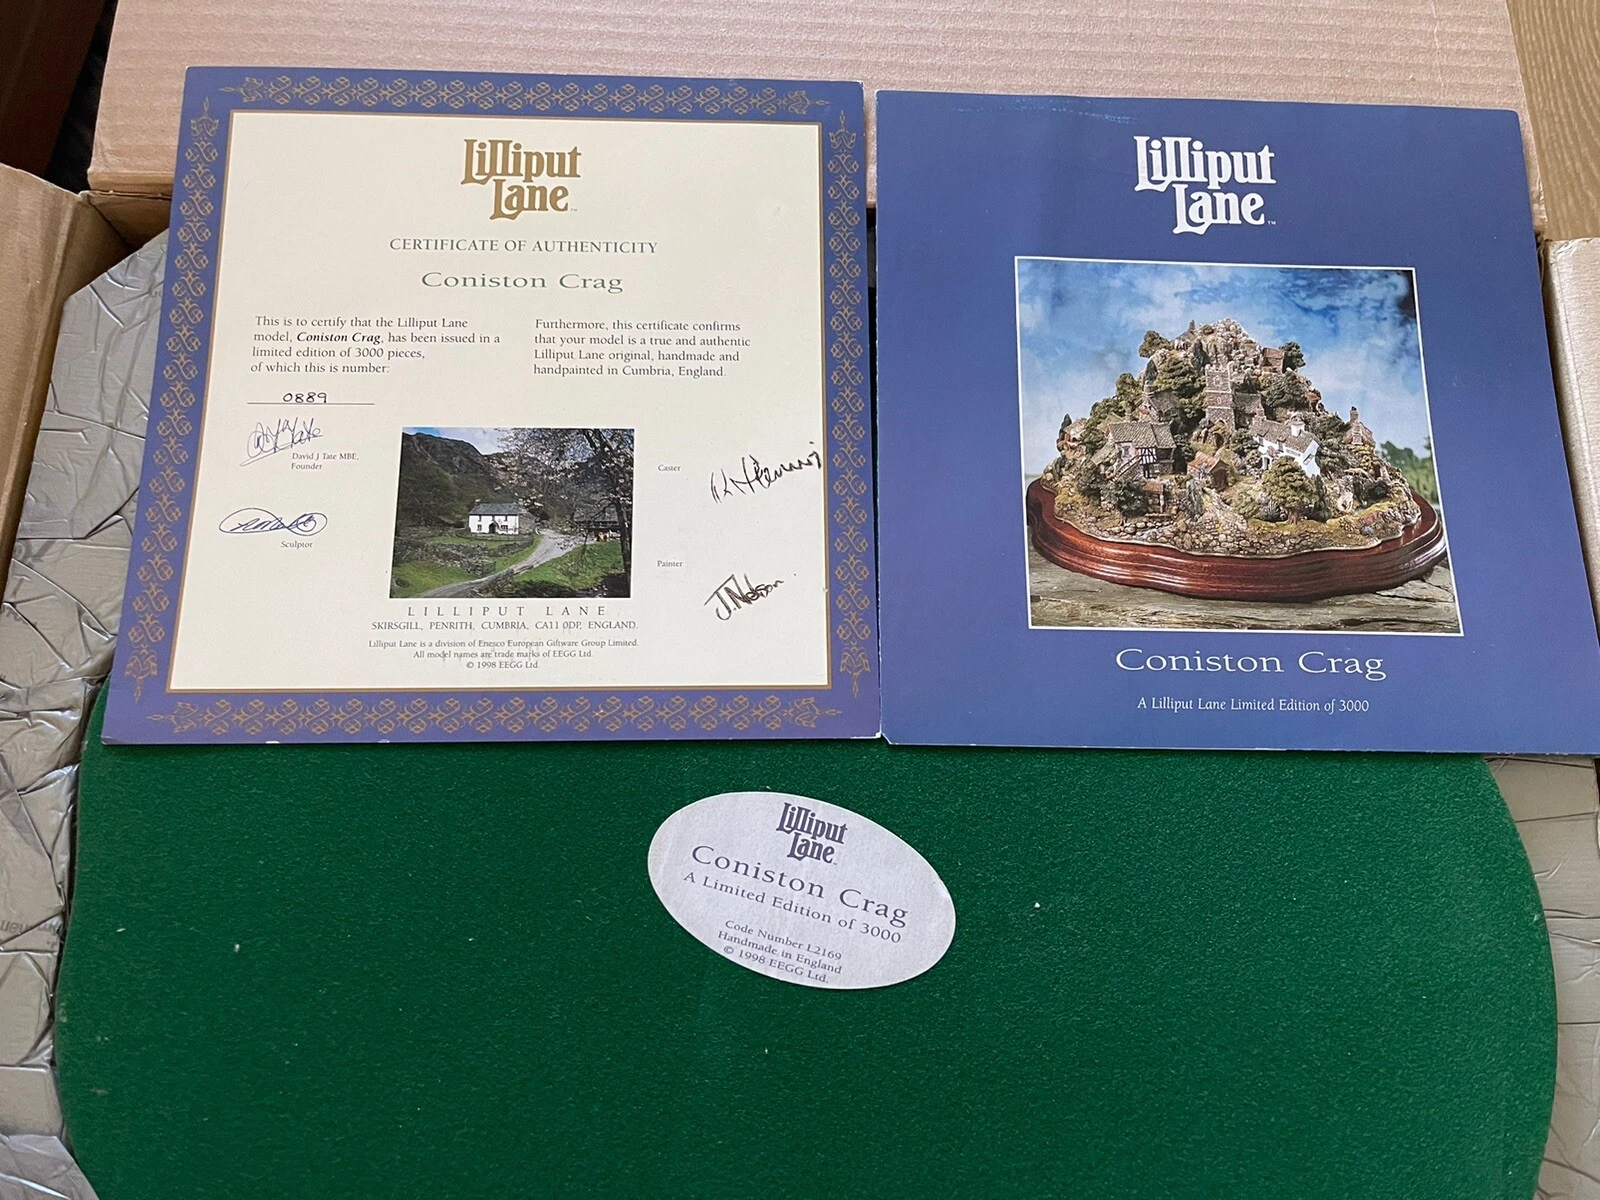 Lilliput
Lane™
CERTIFICATE OF AUTHENTICITY
Coniston Crag
This is to certify that the Lilliput Lane
model, Coniston Crag, has been issued in a
limited edition of 3000 pieces,
of which this is number:
0889
David J Tate MBE,
Founder
Sculptor
Furthermore, this certificate confirms
that your model is a true and authentic
Lilliput Lane original, handmade and
handpainted in Cumbria, England.
Caster
Painter
J. Nelson.
LILLIPUT LANE
SKIRSGILL, PENRITH, CUMBRIA, CA11 0DP, ENGLAND.
Lilliput Lane is a division of Enesco European Giftware Group Limited.
All model names are trade marks of EEGG Ltd.
© 1998 EEGG Ltd.
Lilliput
Lane™
Coniston Crag
A Lilliput Lane Limited Edition of 3000
Lilliput
Lane™
Coniston Crag
A Limited Edition of 3000
Code Number L2169
Handmade in England
© 1998 EEGG Ltd.